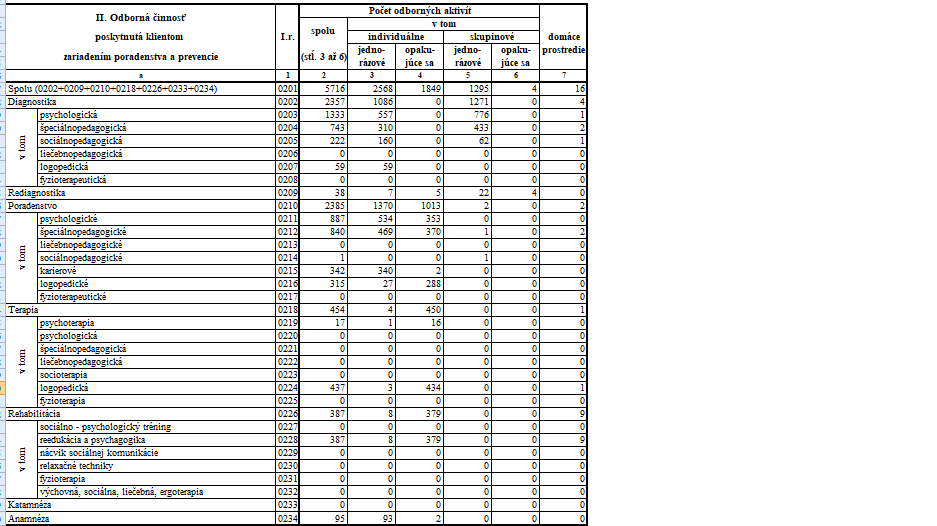 II. Odborná činnosť
poskytnutá klientom
zariadením poradenstva a prevencie
I.r.
Počet odborných aktivít
spolu
(stĺ. 3 až 6)
v tom
individuálne
skupinové
domáce
prostredie
jedno-
rázové
opaku-
júce sa
jedno-
rázové
opaku-
júce sa
a 1 2 3 4 5 6 7
Spolu (0202+0209+0210+0218+0226+0233+0234) 0201 5716 2568 1849 1295 4 16
Diagnostika 0202 2357 1086 0 1271 0 4
v tom
psychologická 0203 1333 557 0 776 0 1
špeciálnopedagogická 0204 743 310 0 433 0 2
sociálnopedagogická 0205 222 160 0 62 0 1
liečebnopedagogická 0206 0 0 0 0 0 0
logopedická 0207 59 59 0 0 0 0
fyzioterapeutická 0208 0 0 0 0 0 0
Rediagnostika 0209 38 7 5 22 4 0
Poradenstvo 0210 2385 1370 1013 2 0 2
v tom
psychologické 0211 887 534 353 0 0 0
špeciálnopedagogické 0212 840 469 370 1 0 2
liečebnopedagogické 0213 0 0 0 0 0 0
sociálnopedagogické 0214 1 0 0 1 0 0
karierové 0215 342 340 2 0 0 0
logopedické 0216 315 27 288 0 0 0
fyzioterapeutické 0217 0 0 0 0 0 0
Terapia 0218 454 4 450 0 0 1
v tom
psychoterapia 0219 17 1 16 0 0 0
psychologická 0220 0 0 0 0 0 0
špeciálnopedagogická 0221 0 0 0 0 0 0
liečebnopedagogická 0222 0 0 0 0 0 0
socioterapia 0223 0 0 0 0 0 0
logopedická 0224 437 3 434 0 0 1
fyzioterapia 0225 0 0 0 0 0 0
Rehabilitácia 0226 387 8 379 0 0 9
v tom
sociálno - psychologický tréning 0227 0 0 0 0 0 0
reedukácia a psychagogika 0228 387 8 379 0 0 9
nácvik sociálnej komunikácie 0229 0 0 0 0 0 0
relaxačné techniky 0230 0 0 0 0 0 0
fyzioterapia 0231 0 0 0 0 0 0
výchovná, sociálna, liečebná, ergoterapia 0232 0 0 0 0 0 0
Katamnéza 0233 0 0 0 0 0 0
Anamnéza 0234 95 93 2 0 0 0